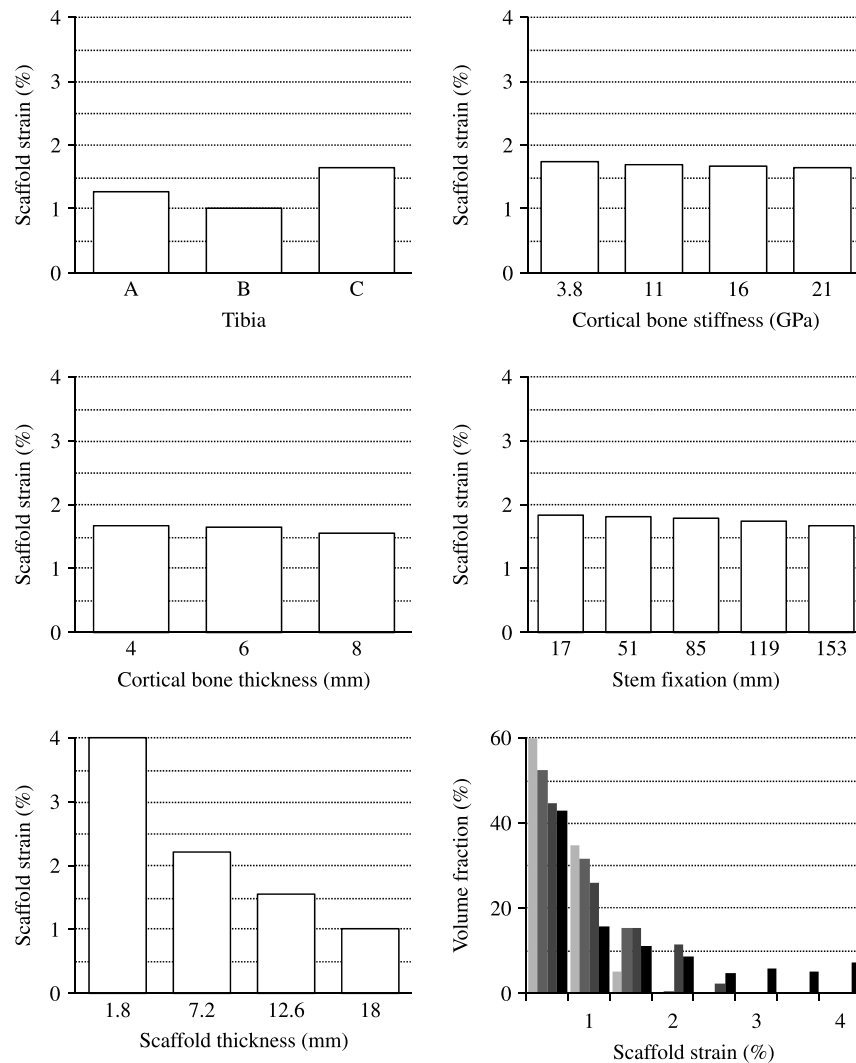 4
3
2
1
0
Scaffold strain (%)
A B C
Tibia
4
3
2
1
0
Scaffold strain (%)
3.8 11 16 21
Cortical bone stiffness (GPa)
4
3
2
1
0
Scaffold strain (%)
4 6 8
Cortical bone thickness (mm)
4
3
2
1
0
Scaffold strain (%)
17 51 85 119 153
Stem fixation (mm)
4
3
2
1
0
Scaffold strain (%)
1.8 7.2 12.6 18
Scaffold thickness (mm)
60
40
20
0
Volume fraction (%)
1 2 3 4
Scaffold strain (%)